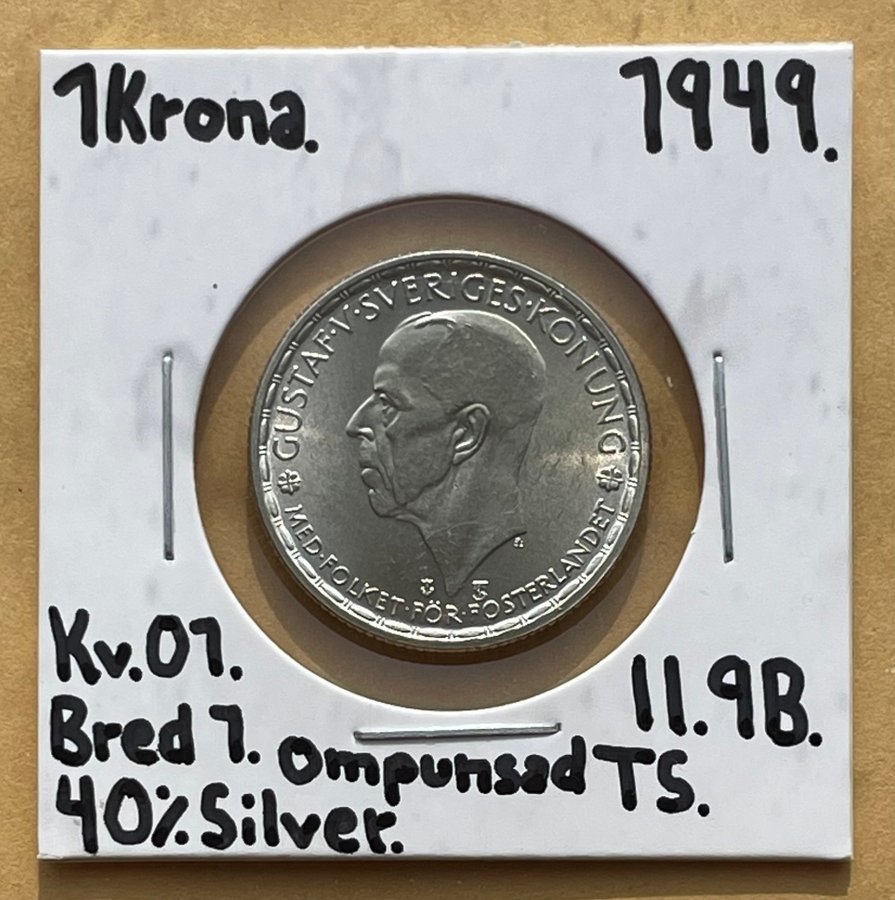 1Krona.
1949.
GUSTAF·V·SVERIGES·KONUNG
MED·FOLKET·FÖR·FOSTERLANDET
Kv.01.
11.9B.
Bred 1. ompunsad TS.
40% Silver.